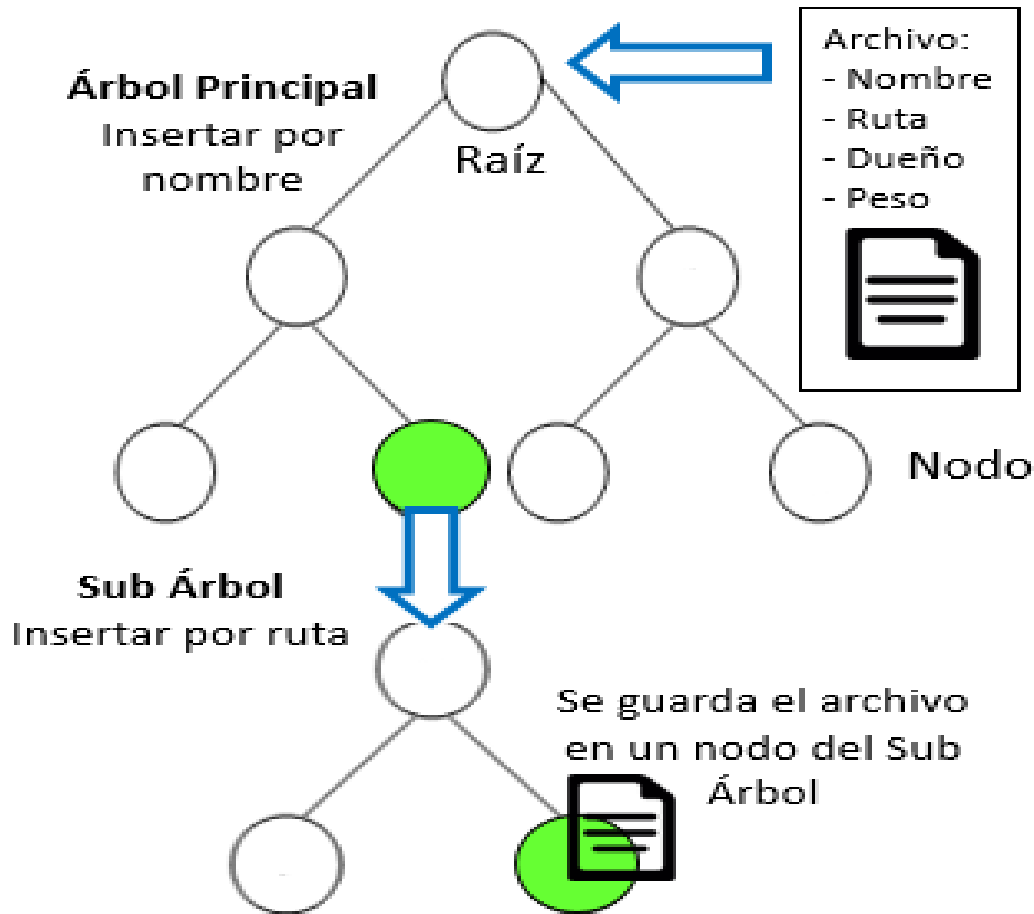 Árbol Principal
Insertar por
nombre
Raíz
Archivo:
- Nombre
- Ruta
- Dueño
- Peso
Nodo
Sub Árbol
Insertar por ruta
Se guarda el archivo
en un nodo del Sub
Árbol